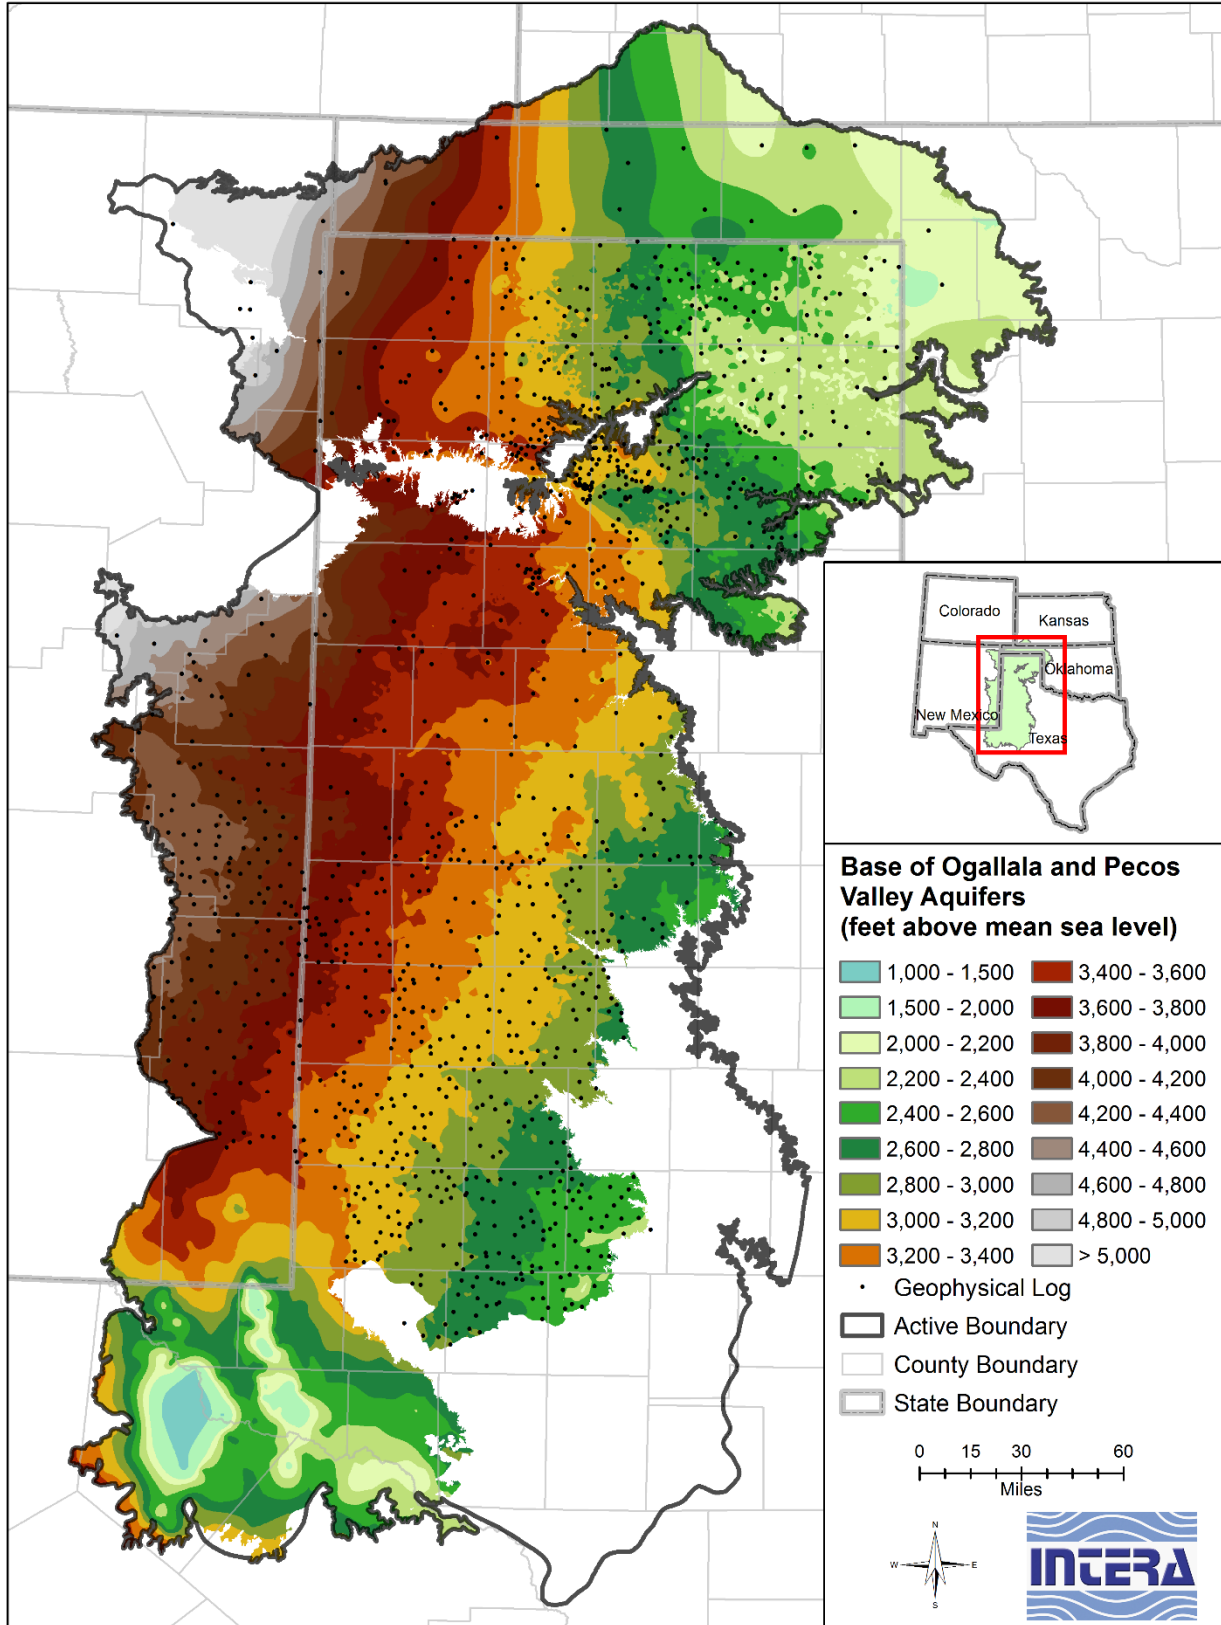 Colorado
Kansas
Oklahoma
New Mexico
Texas
Base of Ogallala and Pecos
Valley Aquifers
(feet above mean sea level)
1,000 - 1,500
3,400 - 3,600
1,500 - 2,000
3,600 - 3,800
2,000 - 2,200
3,800 - 4,000
2,200 - 2,400
4,000 - 4,200
2,400 - 2,600
4,200 - 4,400
2,600 - 2,800
4,400 - 4,600
2,800 - 3,000
4,600 - 4,800
3,000 - 3,200
4,800 - 5,000
3,200 - 3,400
> 5,000
Geophysical Log
Active Boundary
County Boundary
State Boundary
0 15 30 60
Miles
N
W E
S
INTERA